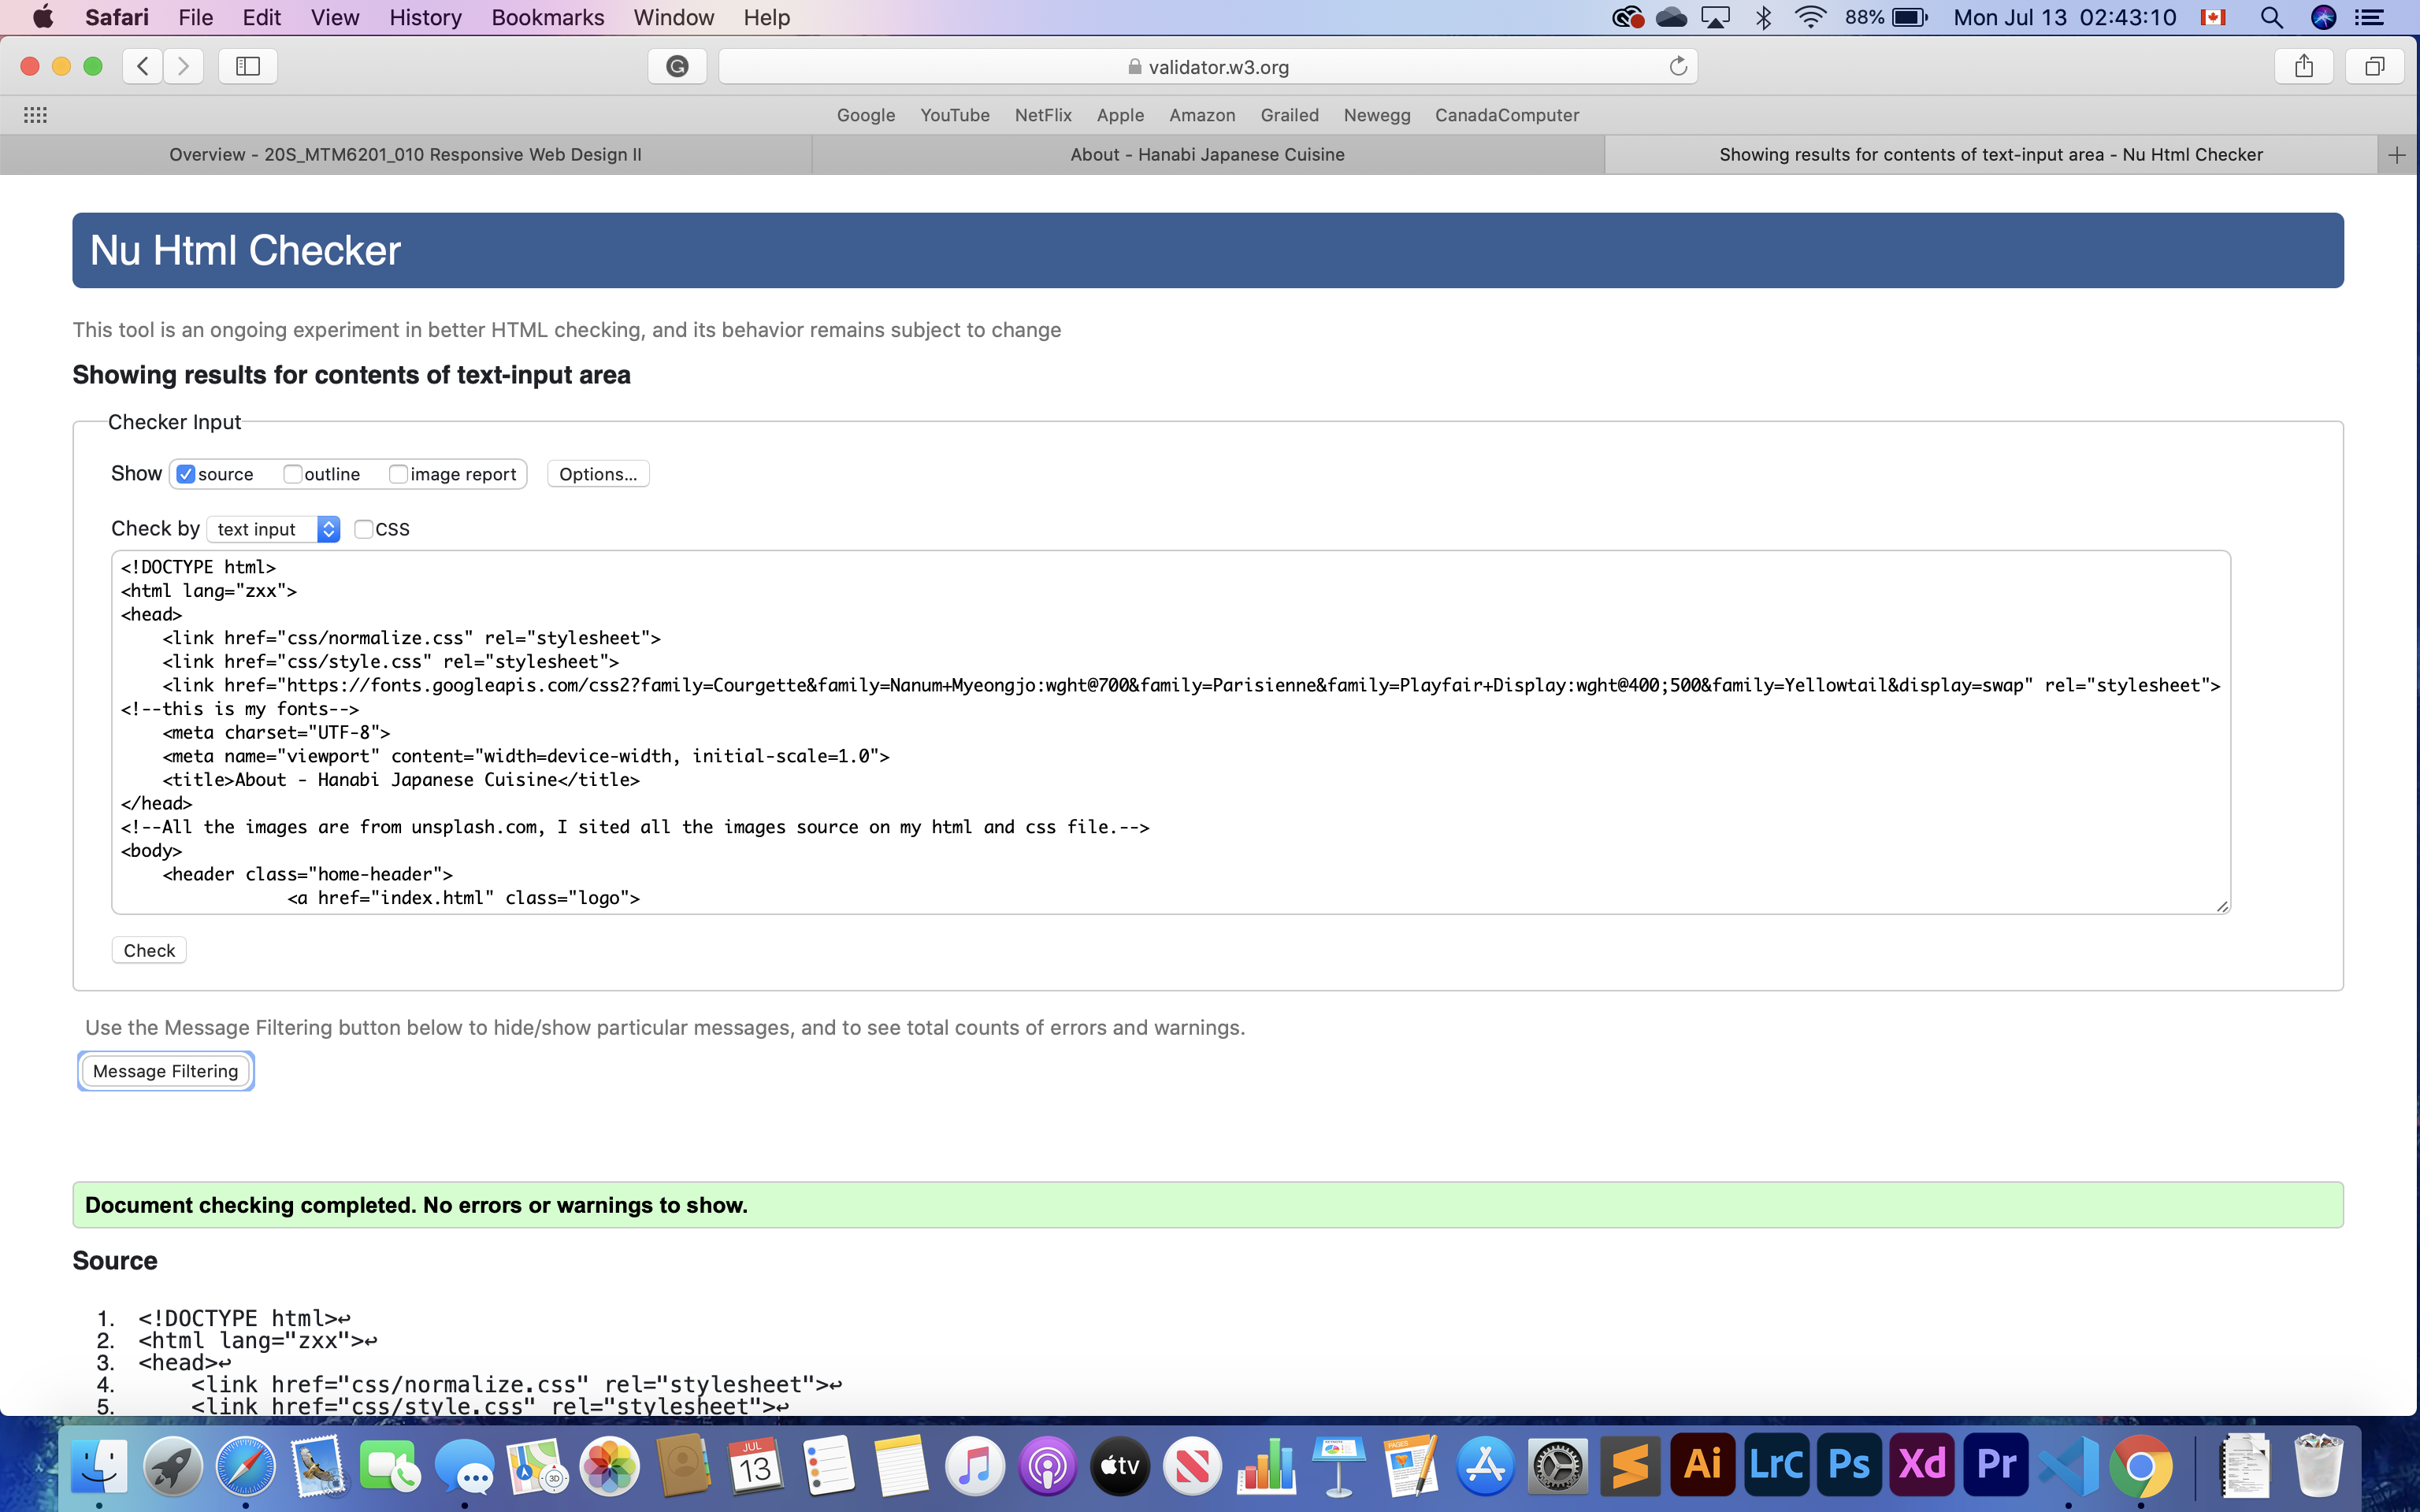 Safari File Edit View History Bookmarks Window Help 88% Mon Jul 13 02:43:10
validator.w3.org
Google YouTube NetFlix Apple Amazon Grailed Newegg CanadaComputer
Overview - 20S_MTM6201_010 Responsive Web Design II About - Hanabi Japanese Cuisine Showing results for contents of text-input area - Nu Html Checker
Nu Html Checker
This tool is an ongoing experiment in better HTML checking, and its behavior remains subject to change
Showing results for contents of text-input area
Checker Input
Show source outline image report Options...
Check by text input CSS
<!DOCTYPE html>
<html lang="zxx">
<head>
    <link href="css/normalize.css" rel="stylesheet">
    <link href="css/style.css" rel="stylesheet">
    <link href="https://fonts.googleapis.com/css2?family=Courgette&family=Nanum+Myeongjo:wght@700&family=Parisienne&family=Playfair+Display:wght@400;500&family=Yellowtail&display=swap" rel="stylesheet">
<!--this is my fonts-->
    <meta charset="UTF-8">
    <meta name="viewport" content="width=device-width, initial-scale=1.0">
    <title>About - Hanabi Japanese Cuisine</title>
</head>
<!--All the images are from unsplash.com, I sited all the images source on my html and css file.-->
<body>
    <header class="home-header">
                <a href="index.html" class="logo">
Check
Use the Message Filtering button below to hide/show particular messages, and to see total counts of errors and warnings.
Message Filtering
Document checking completed. No errors or warnings to show.
Source
1. <!DOCTYPE html>↩
2. <html lang="zxx">↩
3. <head>↩
4.     <link href="css/normalize.css" rel="stylesheet">↩
5.     <link href="css/style.css" rel="stylesheet">↩
JUL 13 3D tv PAGES Ai LrC Ps Xd Pr